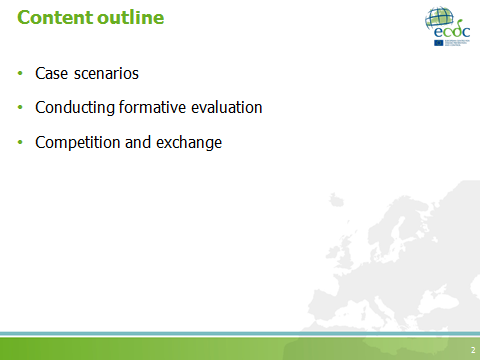 Content outline
ecdc
• Case scenarios
• Conducting formative evaluation
• Competition and exchange
2